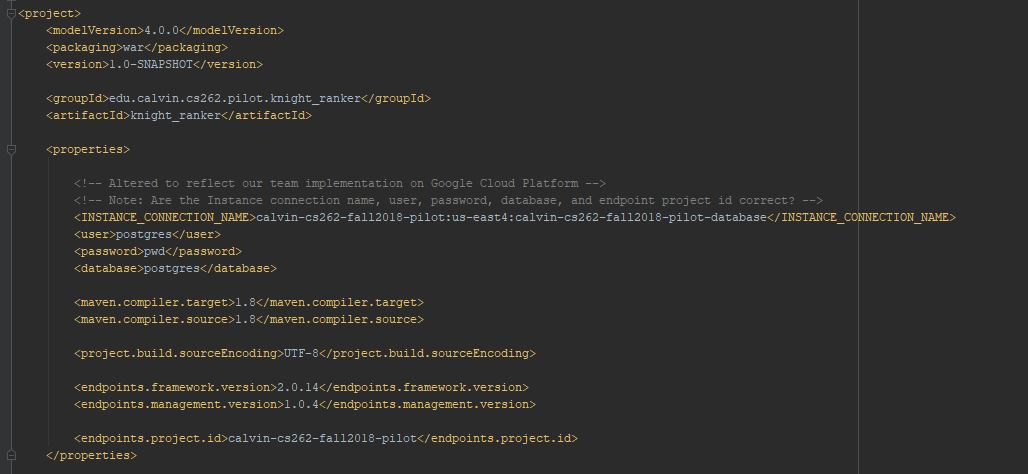 <project>
<modelVersion>4.0.0</modelVersion>
<packaging>war</packaging>
<version>1.0-SNAPSHOT</version>
<groupId>edu.calvin.cs262.pilot.knight_ranker</groupId>
<artifactId>knight_ranker</artifactId>
<properties>
<!-- Altered to reflect our team implementation on Google Cloud Platform -->
<!-- Note: Are the Instance connection name, user, password, database, and endpoint project id correct? -->
<INSTANCE_CONNECTION_NAME>calvin-cs262-fall2018-pilot:us-east4:calvin-cs262-fall2018-pilot-database</INSTANCE_CONNECTION_NAME>
<user>postgres</user>
<password>pwd</password>
<database>postgres</database>
<maven.compiler.target>1.8</maven.compiler.target>
<maven.compiler.source>1.8</maven.compiler.source>
<project.build.sourceEncoding>UTF-8</project.build.sourceEncoding>
<endpoints.framework.version>2.0.14</endpoints.framework.version>
<endpoints.management.version>1.0.4</endpoints.management.version>
<endpoints.project.id>calvin-cs262-fall2018-pilot</endpoints.project.id>
</properties>